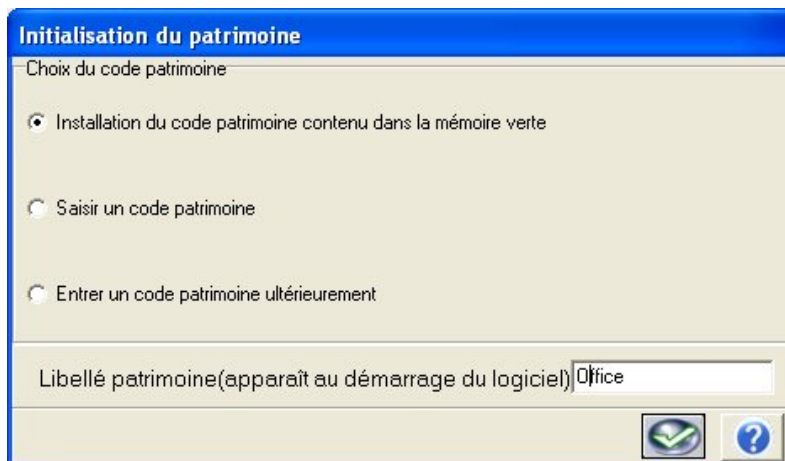 Initialisation du patrimoine
Choix du code patrimoine
Installation du code patrimoine contenu dans la mémoire verte
Saisir un code patrimoine
Entrer un code patrimoine ultérieurement
Libellé patrimoine(apparaît au démarrage du logiciel) Office